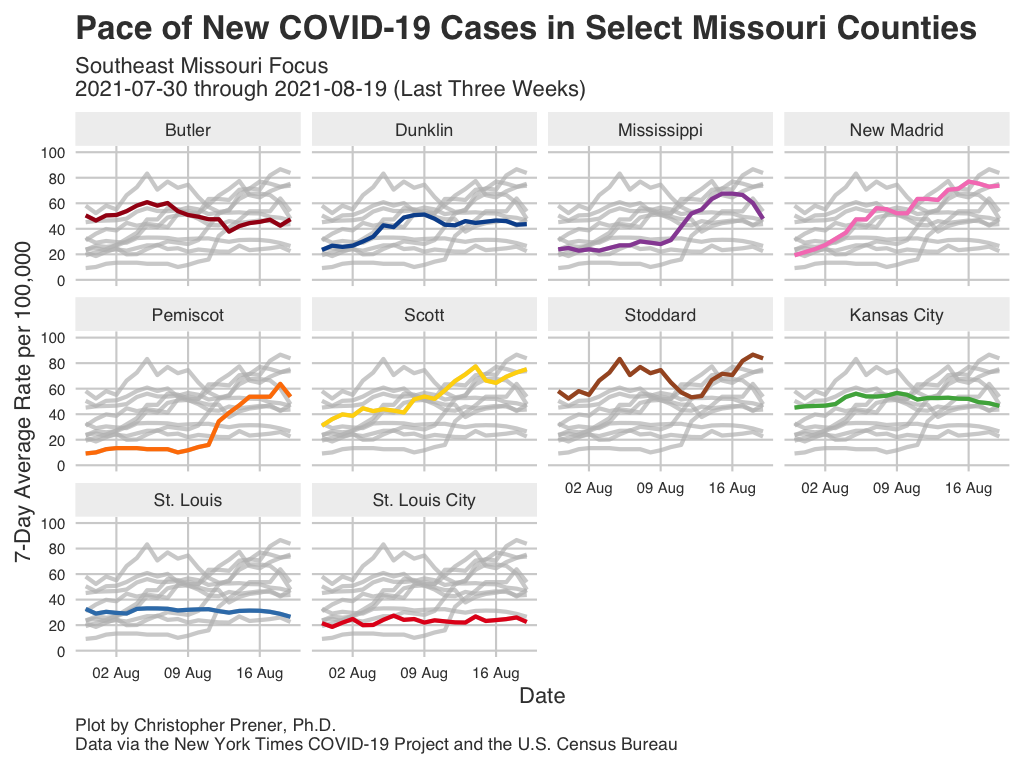 Pace of New COVID-19 Cases in Select Missouri Counties
Southeast Missouri Focus
2021-07-30 through 2021-08-19 (Last Three Weeks)
7-Day Average Rate per 100,000
Butler
Dunklin
Mississippi
New Madrid
100
80
60
40
20
0
Pemiscot
Scott
Stoddard
Kansas City
100
80
60
40
20
0
02 Aug
09 Aug
16 Aug
02 Aug
09 Aug
16 Aug
St. Louis
St. Louis City
100
80
60
40
20
0
02 Aug
09 Aug
16 Aug
02 Aug
09 Aug
16 Aug
Date
Plot by Christopher Prener, Ph.D.
Data via the New York Times COVID-19 Project and the U.S. Census Bureau